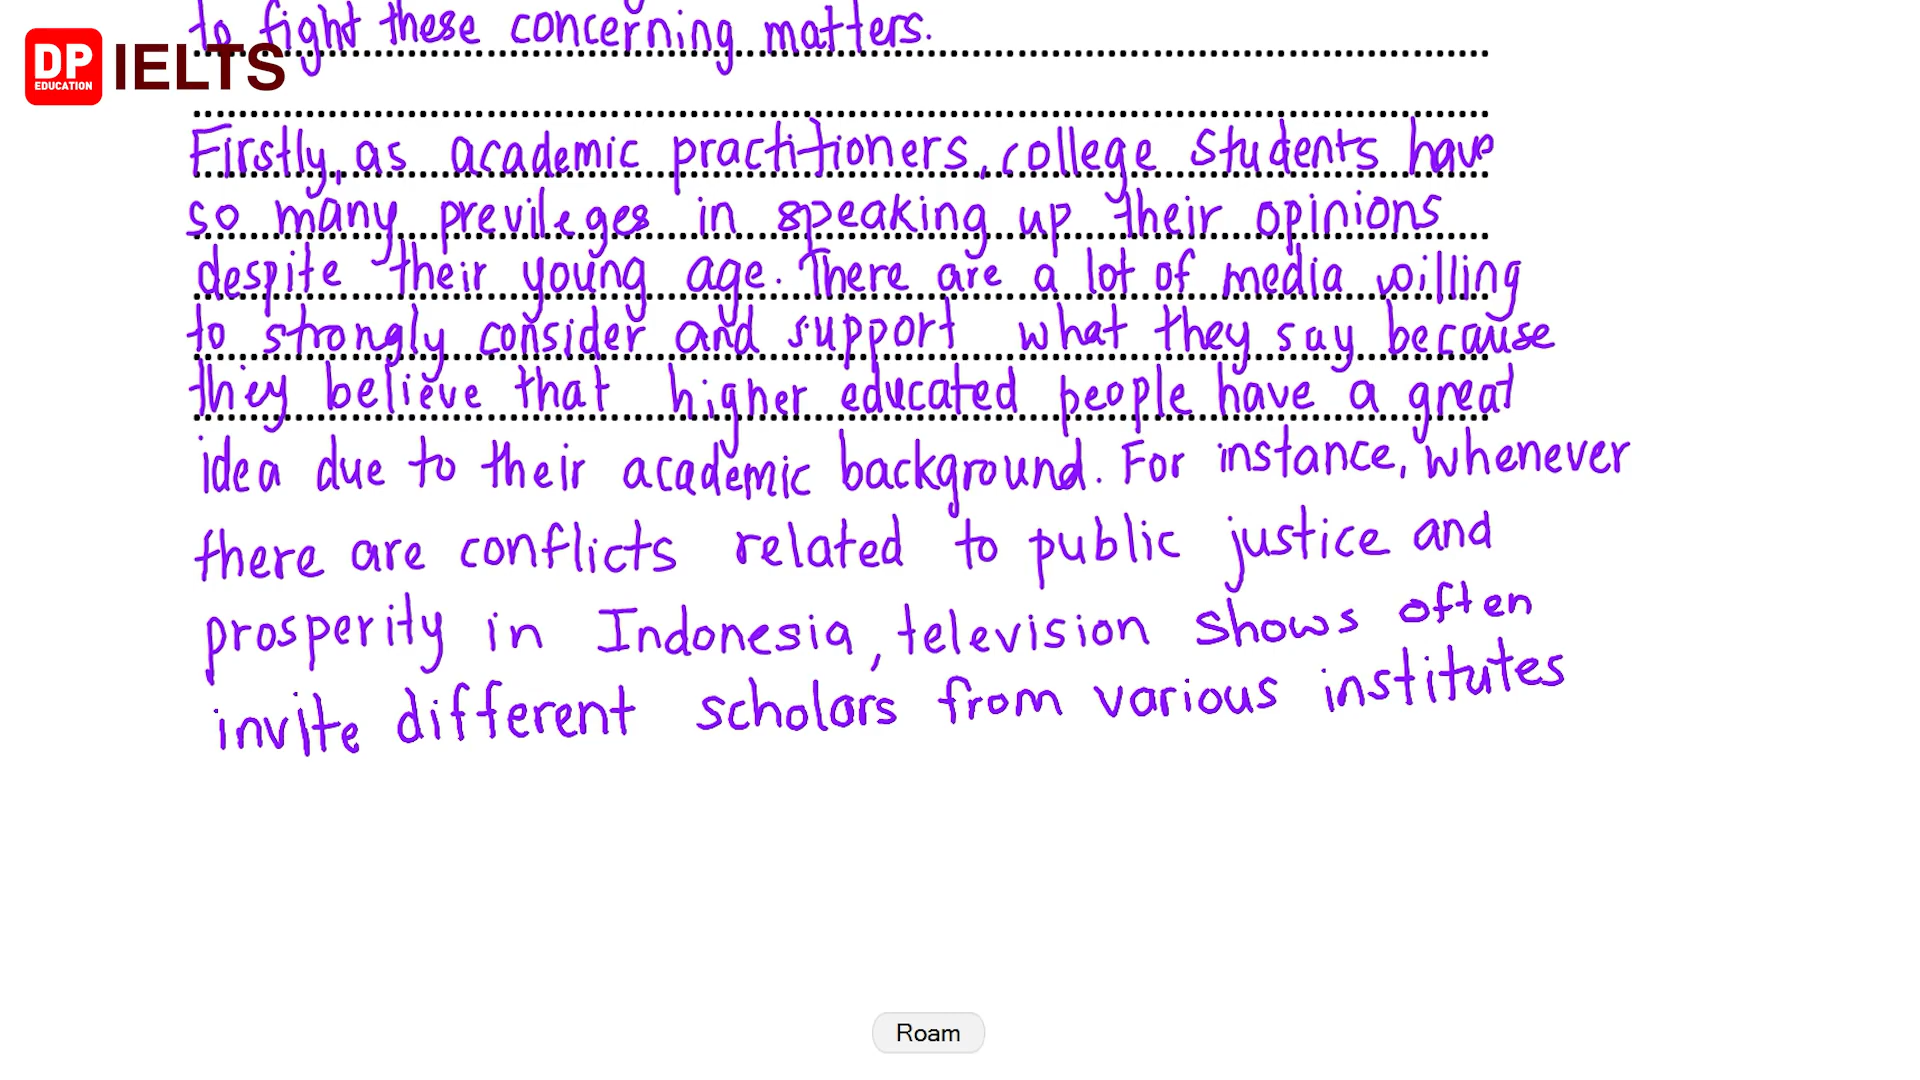 to fight these concerning matters.
DP
EDUCATION
IELTS
Firstly, as academic practitioners, college students have
so many previleges in speaking up their opinions
despite their young age. There are a lot of media willing
to strongly consider and support what they say because
they believe that higher educated people have a great
idea due to their academic background. For instance, whenever
there are conflicts related to public justice and
prosperity in Indonesia, television shows often
invite different scholars from various institutes
Roam